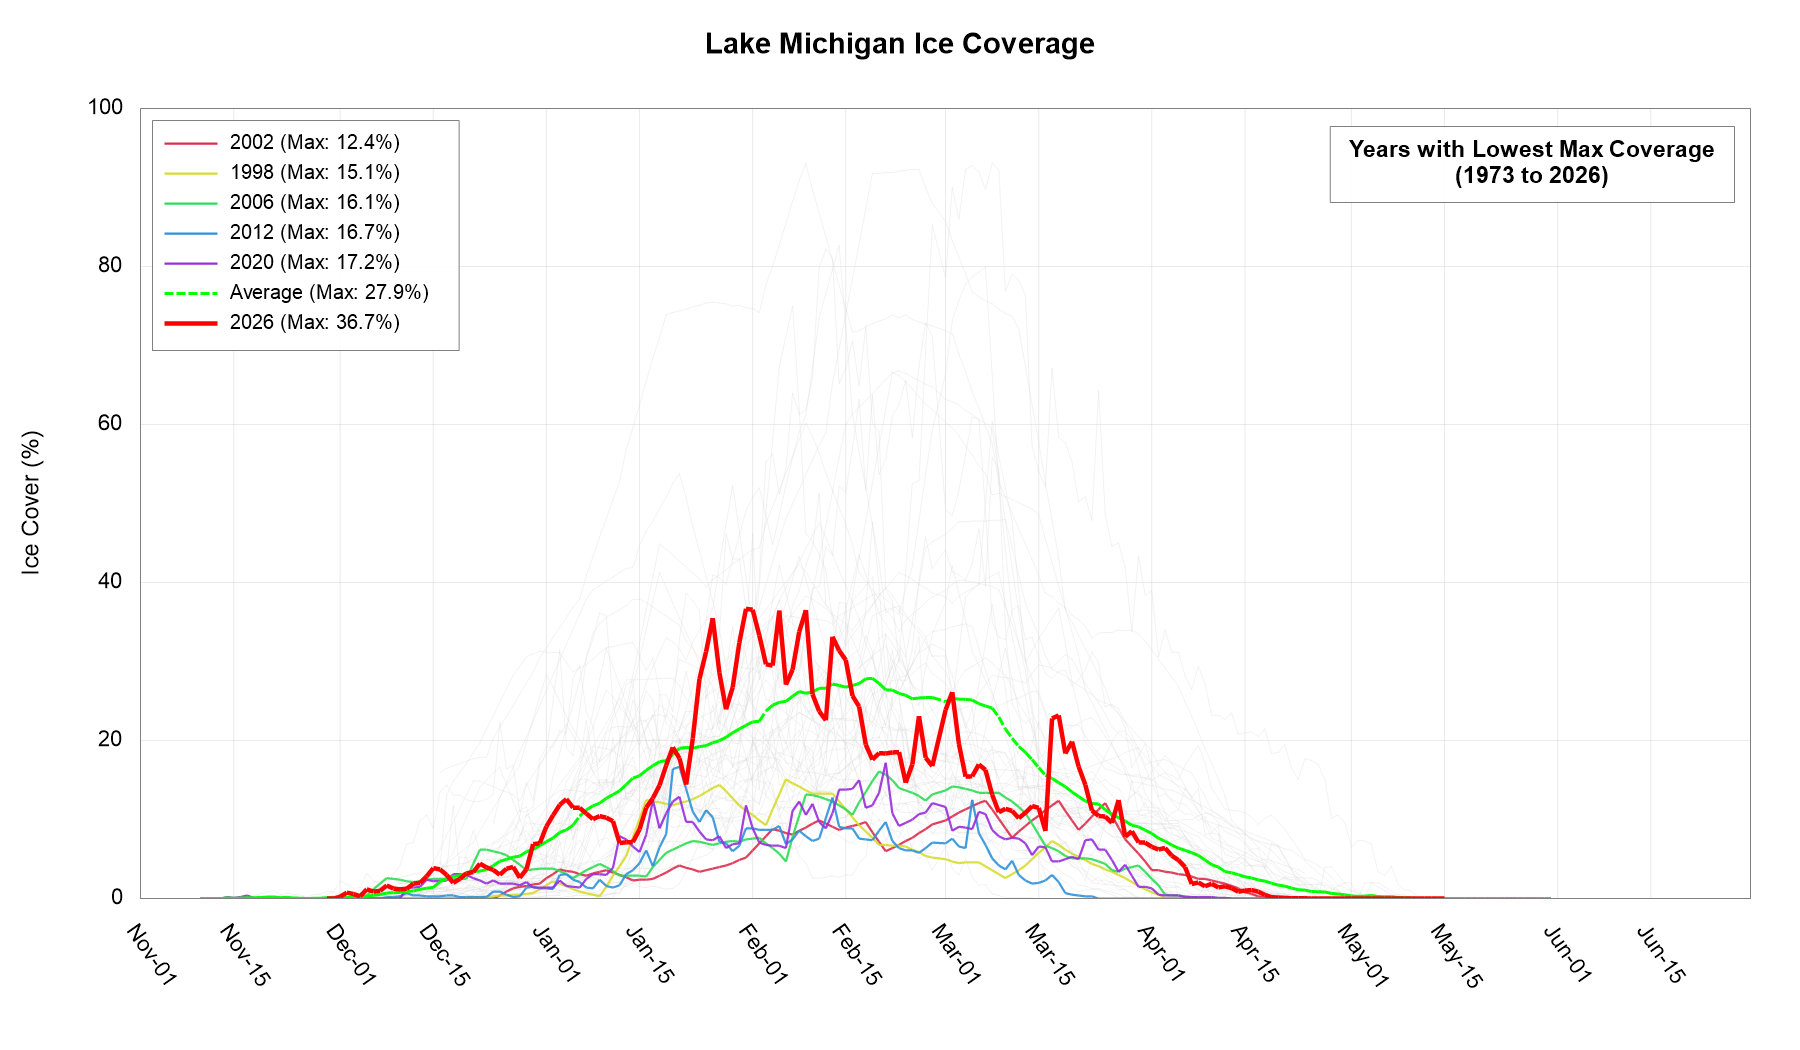 Lake Michigan Ice Coverage
Years with Lowest Max Coverage
(1973 to 2026)
2002 (Max: 12.4%)
1998 (Max: 15.1%)
2006 (Max: 16.1%)
2012 (Max: 16.7%)
2020 (Max: 17.2%)
Average (Max: 27.9%)
2026 (Max: 36.7%)
Ice Cover (%)
100
80
60
40
20
0
Nov-01
Nov-15
Dec-01
Dec-15
Jan-01
Jan-15
Feb-01
Feb-15
Mar-01
Mar-15
Apr-01
Apr-15
May-01
May-15
Jun-01
Jun-15